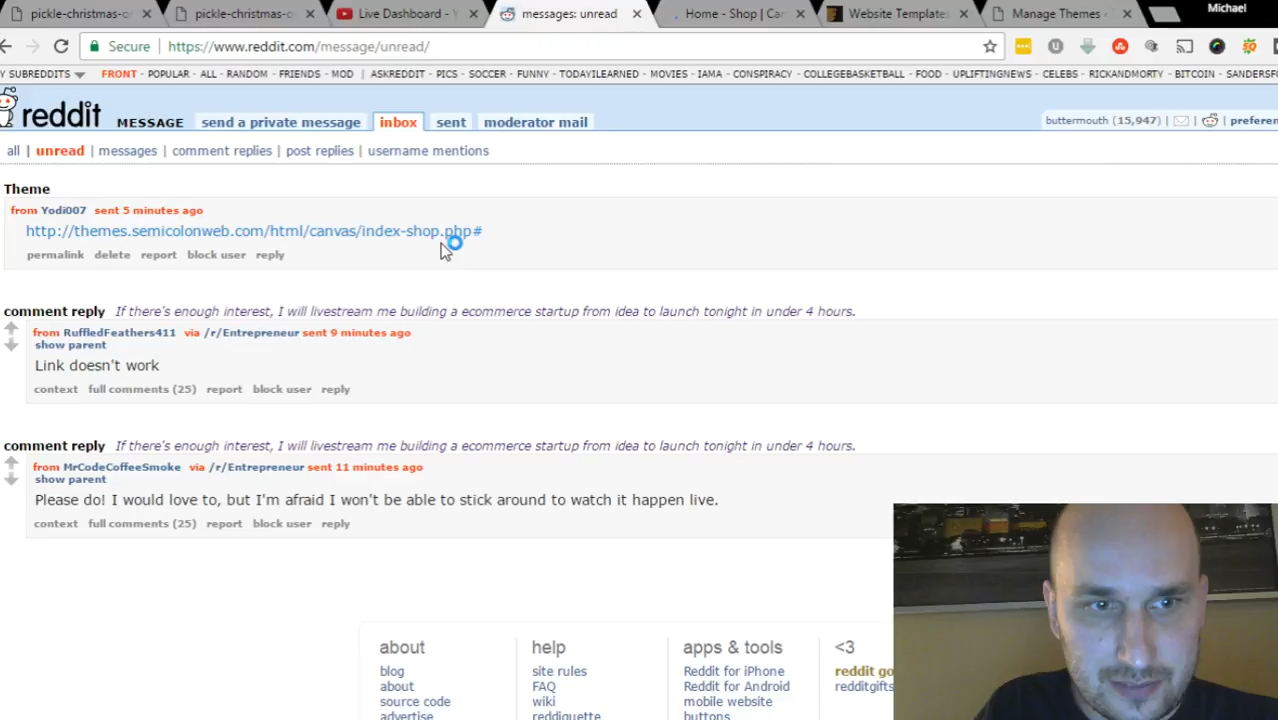 pickle-christmas-o
pickle-christmas-o
Live Dashboard - Y
messages: unread
Home - Shop | Can
Website Templates
Manage Themes -
Michael
Secure
https://www.reddit.com/message/unread/
Y SUBREDDITS
FRONT - POPULAR - ALL - RANDOM - FRIENDS - MOD | ASKREDDIT - PICS - SOCCER - FUNNY - TODAYILEARNED - MOVIES - IAMA - CONSPIRACY - COLLEGEBASKETBALL - FOOD - UPLIFTINGNEWS - CELEBS - RICKANDMORTY - BITCOIN - SANDERSF
reddit MESSAGE send a private message inbox sent moderator mail
buttermouth (15,947) | | preferen
all | unread | messages | comment replies | post replies | username mentions
Theme
from Yodi007 sent 5 minutes ago
http://themes.semicolonweb.com/html/canvas/index-shop.php#
permalink delete report block user reply
comment reply If there's enough interest, I will livestream me building a ecommerce startup from idea to launch tonight in under 4 hours.
from RuffledFeathers411 via /r/Entrepreneur sent 9 minutes ago
show parent
Link doesn't work
context full comments (25) report block user reply
comment reply If there's enough interest, I will livestream me building a ecommerce startup from idea to launch tonight in under 4 hours.
from MrCodeCoffeeSmoke via /r/Entrepreneur sent 11 minutes ago
show parent
Please do! I would love to, but I'm afraid I won't be able to stick around to watch it happen live.
context full comments (25) report block user reply
about
blog
about
source code
advertise
help
site rules
FAQ
wiki
reddiquette
apps & tools
Reddit for iPhone
Reddit for Android
mobile website
buttons
<3
reddit go
redditgifts